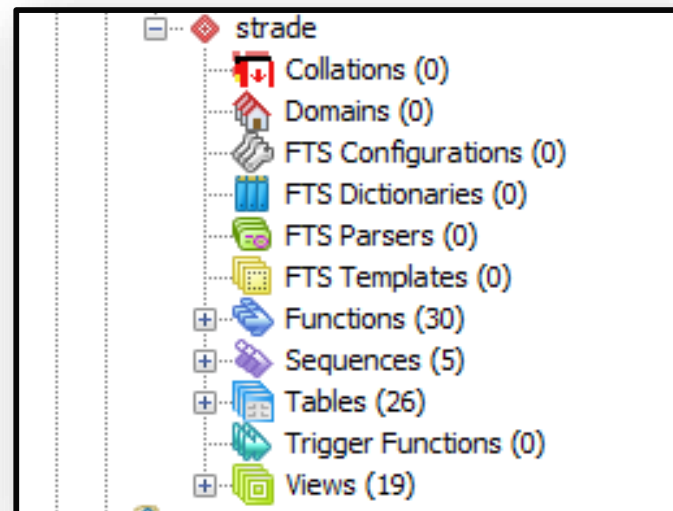 strade
Collations (0)
Domains (0)
FTS Configurations (0)
FTS Dictionaries (0)
FTS Parsers (0)
FTS Templates (0)
Functions (30)
Sequences (5)
Tables (26)
Trigger Functions (0)
Views (19)